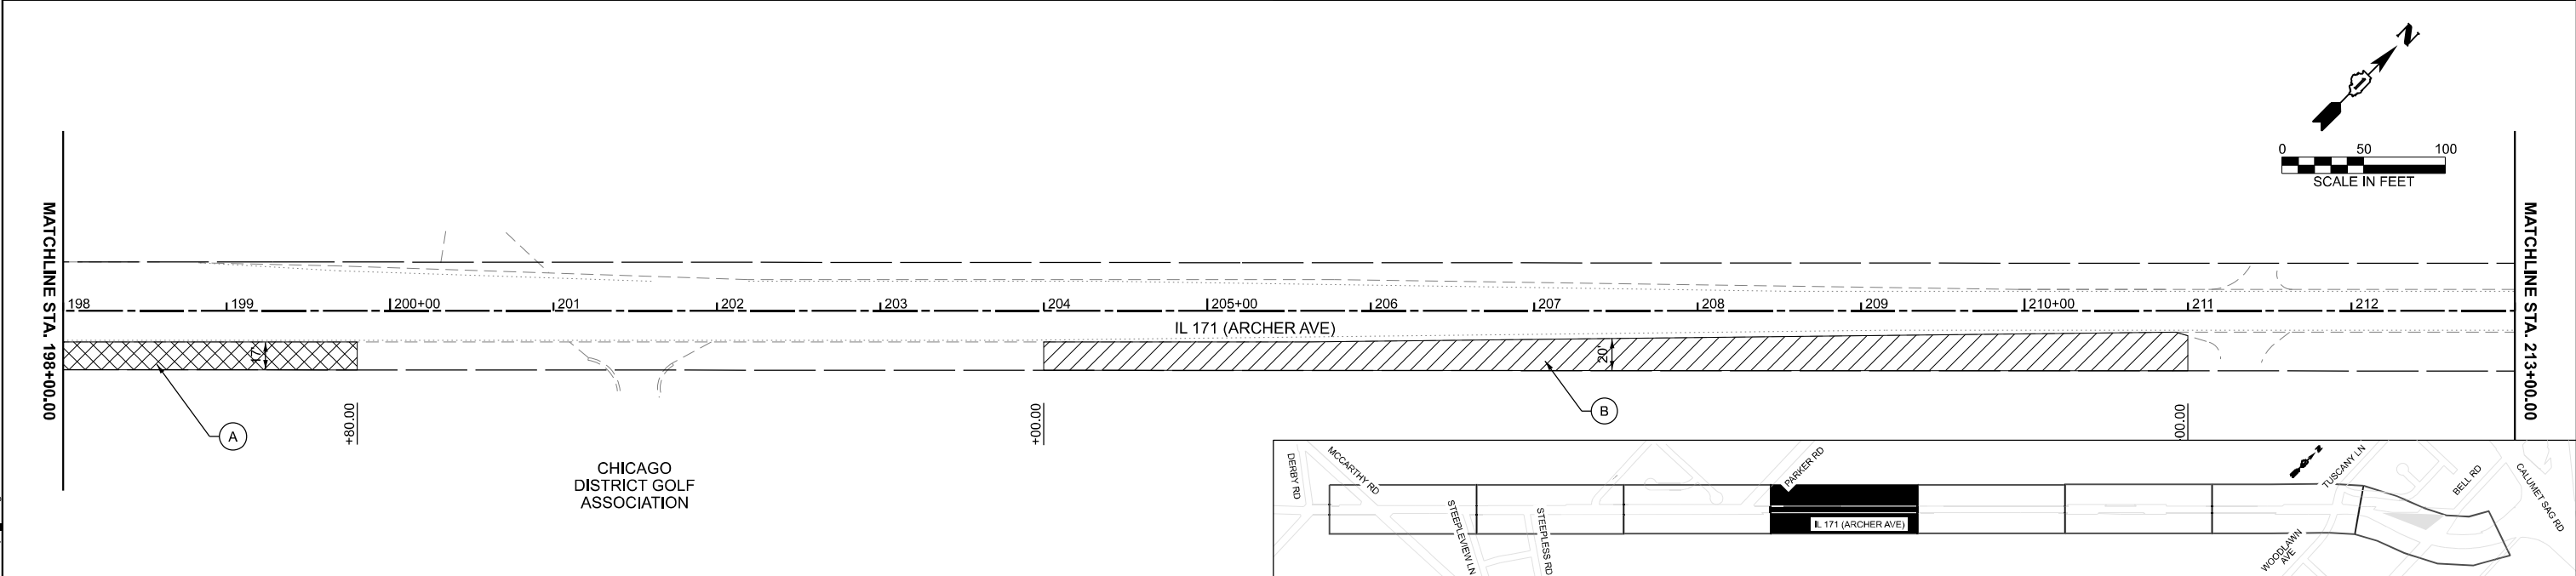 N
0 50 100
SCALE IN FEET
MATCHLINE STA. 198+00.00
MATCHLINE STA. 213+00.00
198 199 200+00 201 202 203 204 205+00 206 207 208 209 210+00 211 212
IL 171 (ARCHER AVE)
17'
20'
A
B
+80.00
+00.00
+00.00
CHICAGO
DISTRICT GOLF
ASSOCIATION
DERBY RD
MCCARTHY RD
STEEPLEVIEW LN
STEEPLESS RD
PARKER RD
IL 171 (ARCHER AVE)
N
TUSCANY LN
WOODLAWN
AVE
BELL RD
CALUMET SAG RD